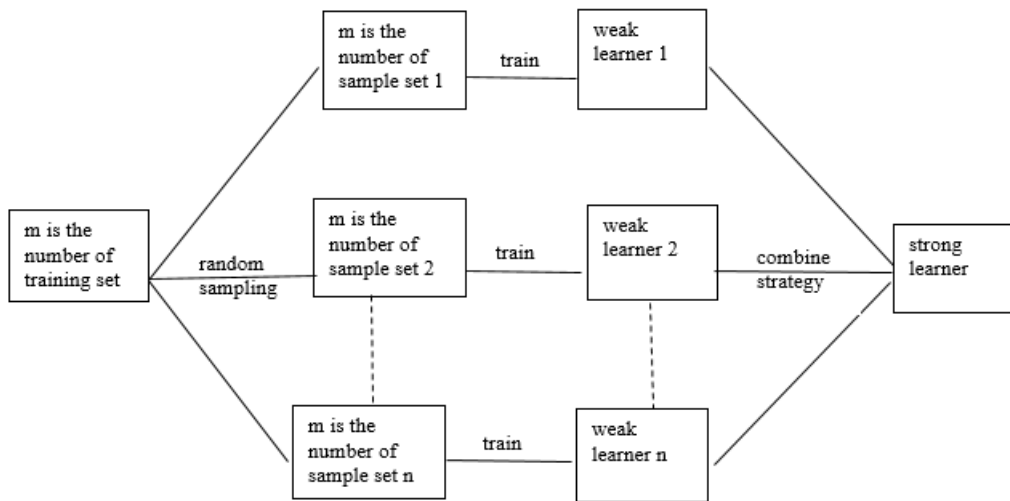 m is the
number of
sample set 1
train
weak
learner 1
m is the
number of
training set
random
sampling
m is the
number of
sample set 2
train
weak
learner 2
combine
strategy
strong
learner
m is the
number of
sample set n
train
weak
learner n